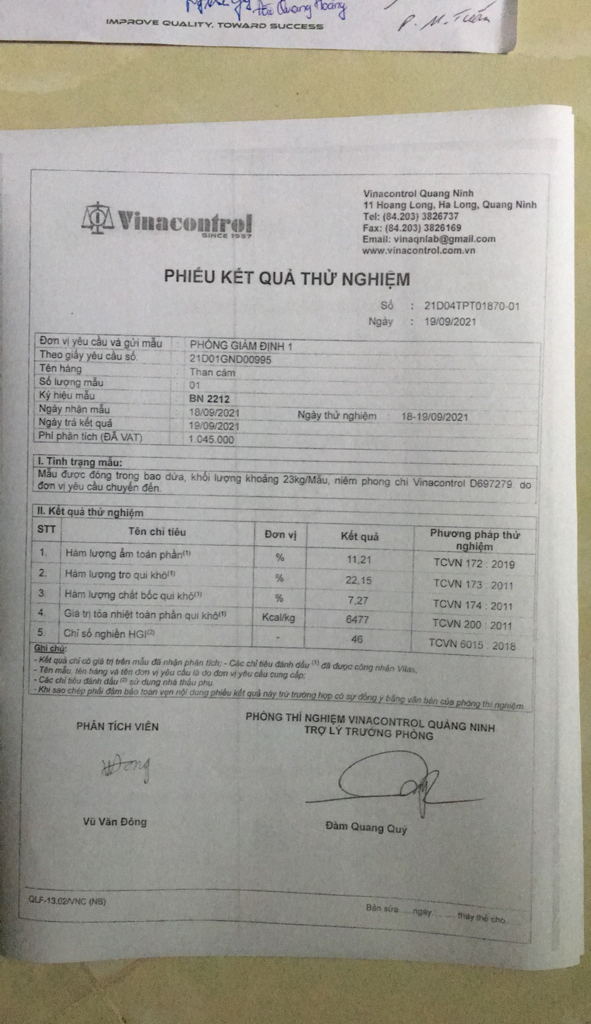 Hà Quang Hoàng
IMPROVE QUALITY, TOWARD SUCCESS
P. M. Tuấn
Vinacontrol
SINCE 1957
Vinacontrol Quang Ninh
11 Hoang Long, Ha Long, Quang Ninh
Tel: (84.203) 3826737
Fax: (84.203) 3826169
Email: vinaqnlab@gmail.com
www.vinacontrol.com.vn
PHIẾU KẾT QUẢ THỬ NGHIỆM
Số : 21D04TPT01870-01
Ngày : 19/09/2021
Đơn vị yêu cầu và gửi mẫu : PHÒNG GIÁM ĐỊNH 1
Theo giấy yêu cầu số : 21D01GND00995
Tên hàng : Than cám
Số lượng mẫu : 01
Ký hiệu mẫu : BN 2212
Ngày nhận mẫu : 18/09/2021 Ngày thử nghiệm : 18-19/09/2021
Ngày trả kết quả : 19/09/2021
Phí phân tích (ĐÃ VAT) : 1.045.000
I. Tình trạng mẫu:
Mẫu được đóng trong bao dứa, khối lượng khoảng 23kg/Mẫu, niêm phong chì Vinacontrol D697279 do
đơn vị yêu cầu chuyển đến.
II. Kết quả thử nghiệm
STT Tên chỉ tiêu Đơn vị Kết quả Phương pháp thử nghiệm
1. Hàm lượng ẩm toàn phần(1) % 11,21 TCVN 172 : 2019
2. Hàm lượng tro qui khô(1) % 22,15 TCVN 173 : 2011
3. Hàm lượng chất bốc qui khô(1) % 7,27 TCVN 174 : 2011
4. Giá trị tỏa nhiệt toàn phần qui khô(1) Kcal/kg 6477 TCVN 200 : 2011
5. Chỉ số nghiền HGI(2) - 46 TCVN 6015 : 2018
Ghi chú:
- Kết quả chỉ có giá trị trên mẫu đã nhận phân tích; - Các chỉ tiêu đánh dấu (1) đã được công nhận Vilas.
- Tên mẫu, tên hàng và tên đơn vị yêu cầu là do đơn vị yêu cầu cung cấp;
- Các chỉ tiêu đánh dấu (2) sử dụng nhà thầu phụ.
- Khi sao chép phải đảm bảo toàn vẹn nội dung phiếu kết quả này trừ trường hợp có sự đồng ý bằng văn bản của phòng thí nghiệm
PHÂN TÍCH VIÊN
PHÒNG THÍ NGHIỆM VINACONTROL QUẢNG NINH
TRỢ LÝ TRƯỞNG PHÒNG
Đông
Vũ Văn Đông
Đàm Quang Quý
QLF-13.02/VNC (NB)
Bản sửa ..... ngày ......... thay thế cho....